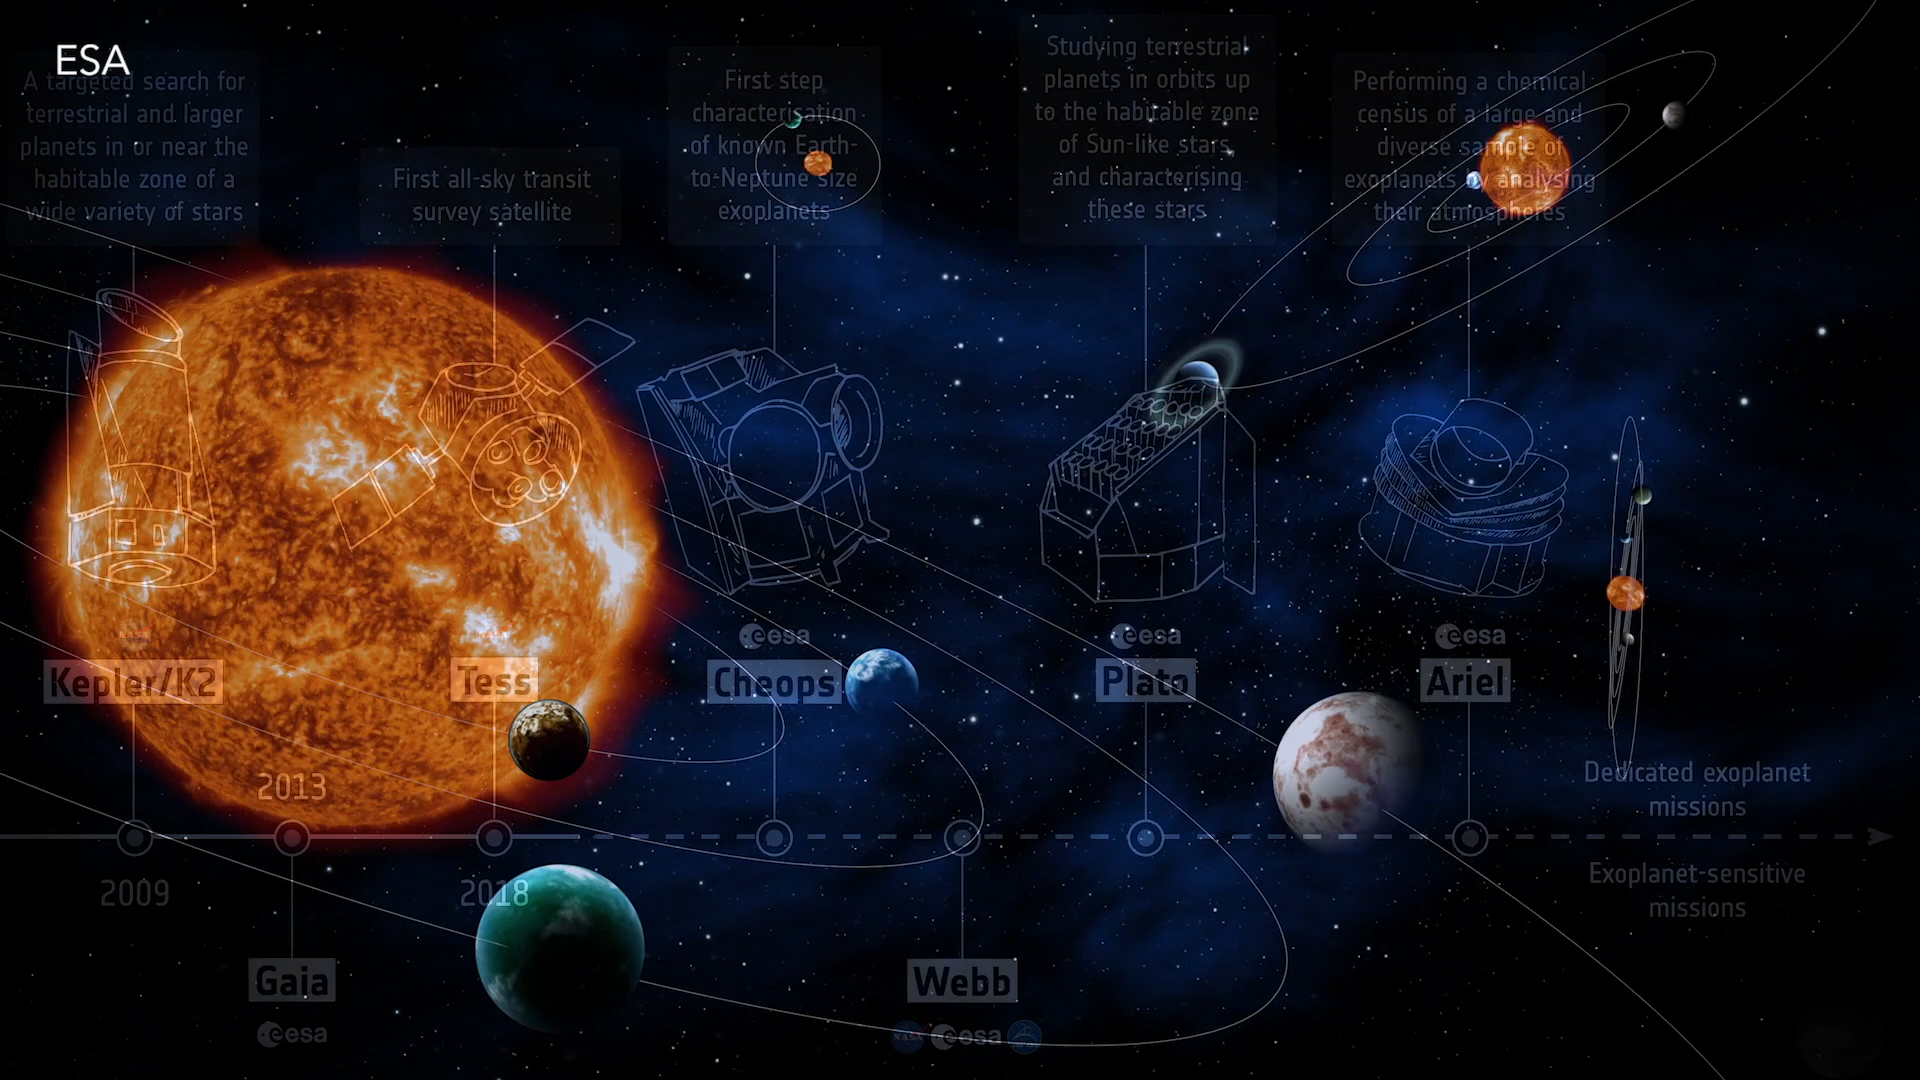 ESA
A targeted search for
terrestrial and larger
planets in or near the
habitable zone of a
wide variety of stars
First all-sky transit
survey satellite
First step
characterisation
of known Earth-
to-Neptune size
exoplanets
Studying terrestrial
planets in orbits up
to the habitable zone
of Sun-like stars,
and characterising
these stars
Performing a chemical
census of a large and
diverse sample of
exoplanets by analysing
their atmospheres
NASA
NASA
esa
esa
esa
Kepler/K2
Tess
Cheops
Plato
Ariel
2013
Dedicated exoplanet
missions
2009
2018
Exoplanet-sensitive
missions
Gaia
esa
Webb
NASA
esa